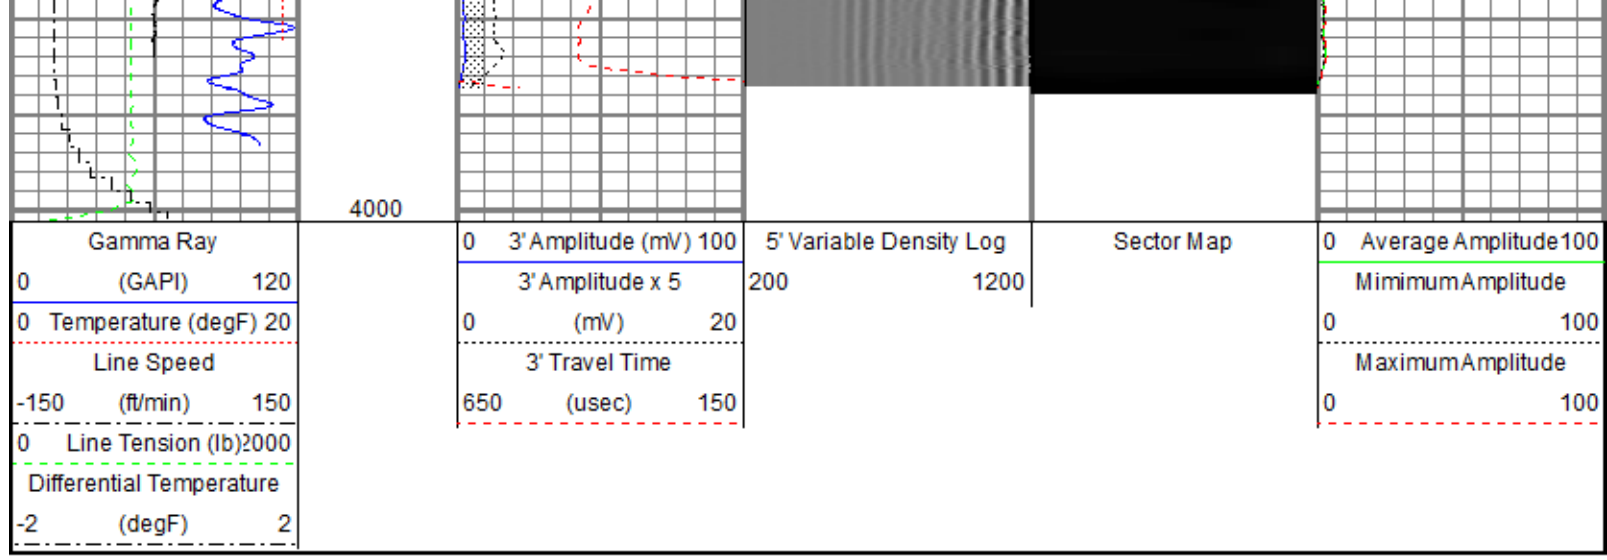 4000
Gamma Ray
0 (GAPI) 120
0 Temperature (degF) 20
Line Speed
-150 (ft/min) 150
0 Line Tension (lb)2000
Differential Temperature
-2 (degF) 2
0 3' Amplitude (mV) 100
3' Amplitude x 5
0 (mV) 20
3' Travel Time
650 (usec) 150
5' Variable Density Log
200 1200
Sector Map
0 Average Amplitude 100
Mimimum Amplitude
0 100
Maximum Amplitude
0 100